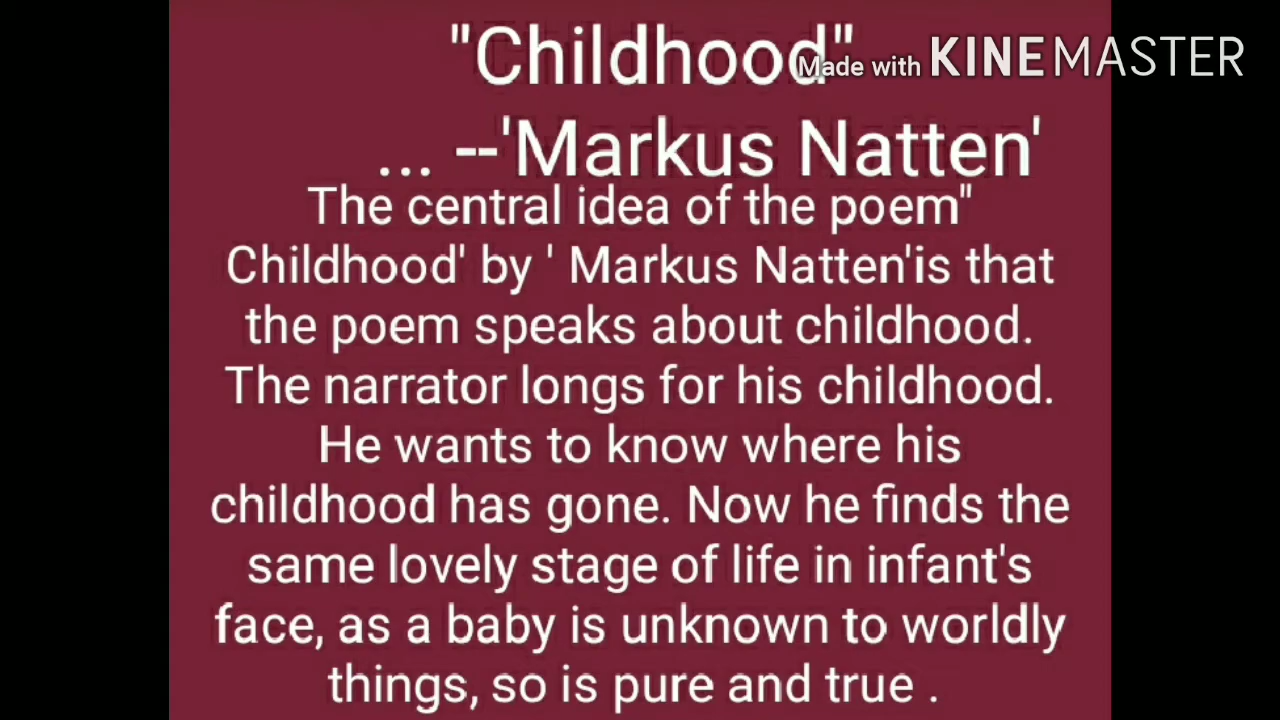 "Childhood"
Made with KINEMASTER
... --'Markus Natten'
The central idea of the poem"
Childhood' by ' Markus Natten'is that
the poem speaks about childhood.
The narrator longs for his childhood.
He wants to know where his
childhood has gone. Now he finds the
same lovely stage of life in infant's
face, as a baby is unknown to worldly
things, so is pure and true .